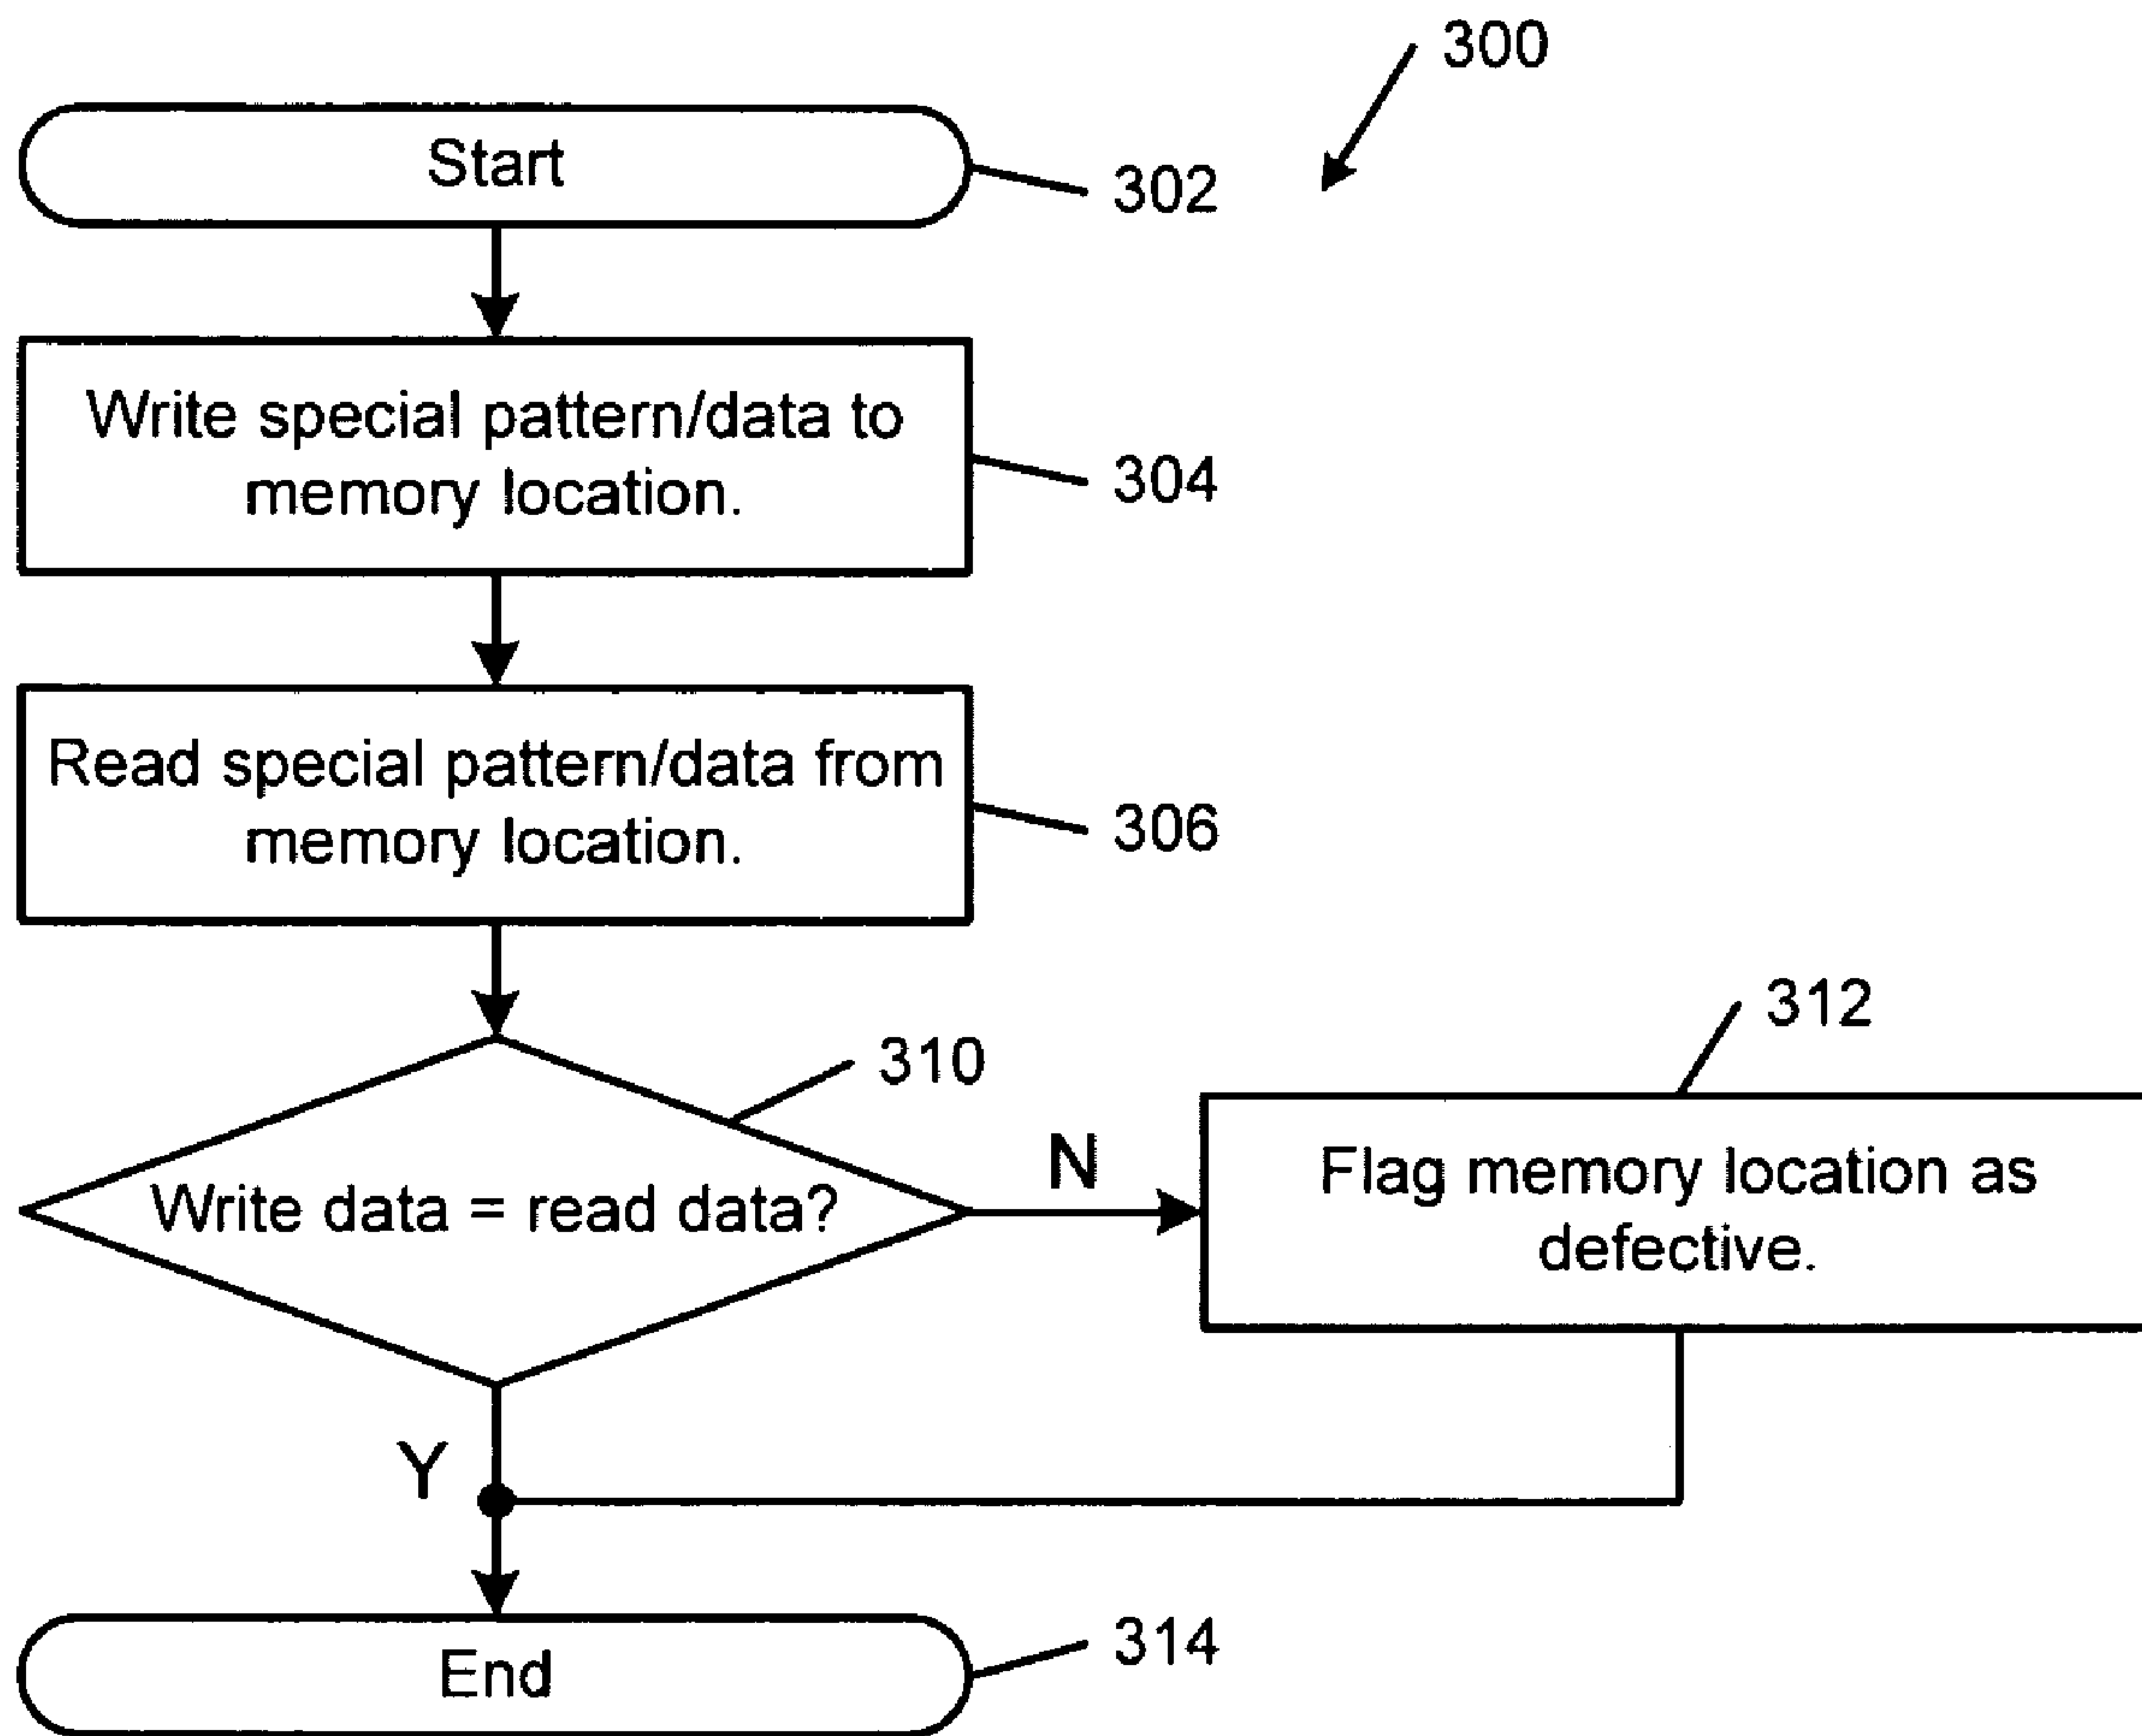 300
Start
302
Write special pattern/data to
memory location.
304
Read special pattern/data from
memory location.
306
310
312
Write data = read data?
N
Flag memory location as
defective.
Y
End
314